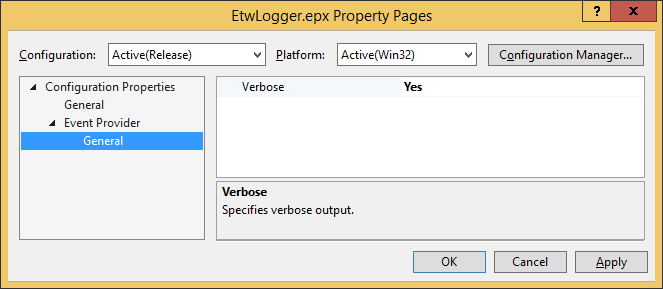 EtwLogger.epx Property Pages
?
Configuration: Active(Release) Platform: Active(Win32) Configuration Manager...
Configuration Properties
General
Event Provider
General
Verbose Yes
Verbose
Specifies verbose output.
OK Cancel Apply